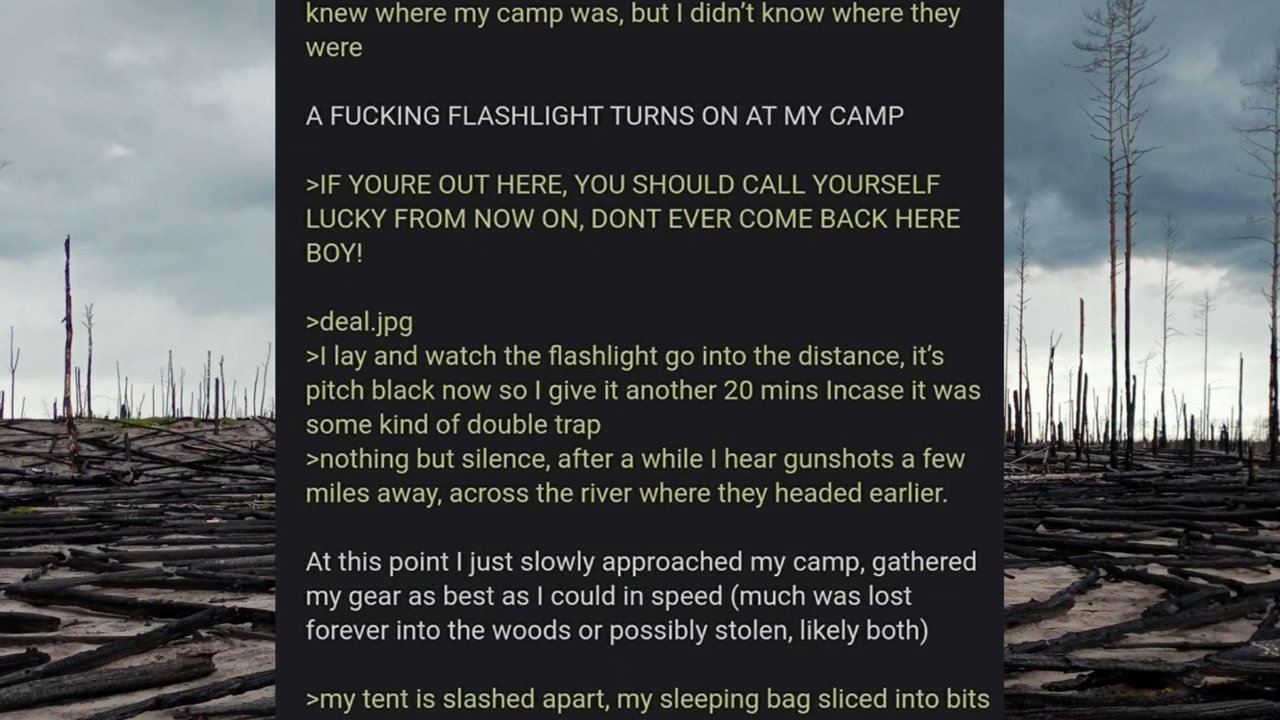 knew where my camp was, but I didn’t know where they
were
A FUCKING FLASHLIGHT TURNS ON AT MY CAMP
>IF YOURE OUT HERE, YOU SHOULD CALL YOURSELF
LUCKY FROM NOW ON, DONT EVER COME BACK HERE
BOY!
>deal.jpg
>I lay and watch the flashlight go into the distance, it’s
pitch black now so I give it another 20 mins Incase it was
some kind of double trap
>nothing but silence, after a while I hear gunshots a few
miles away, across the river where they headed earlier.
At this point I just slowly approached my camp, gathered
my gear as best as I could in speed (much was lost
forever into the woods or possibly stolen, likely both)
>my tent is slashed apart, my sleeping bag sliced into bits